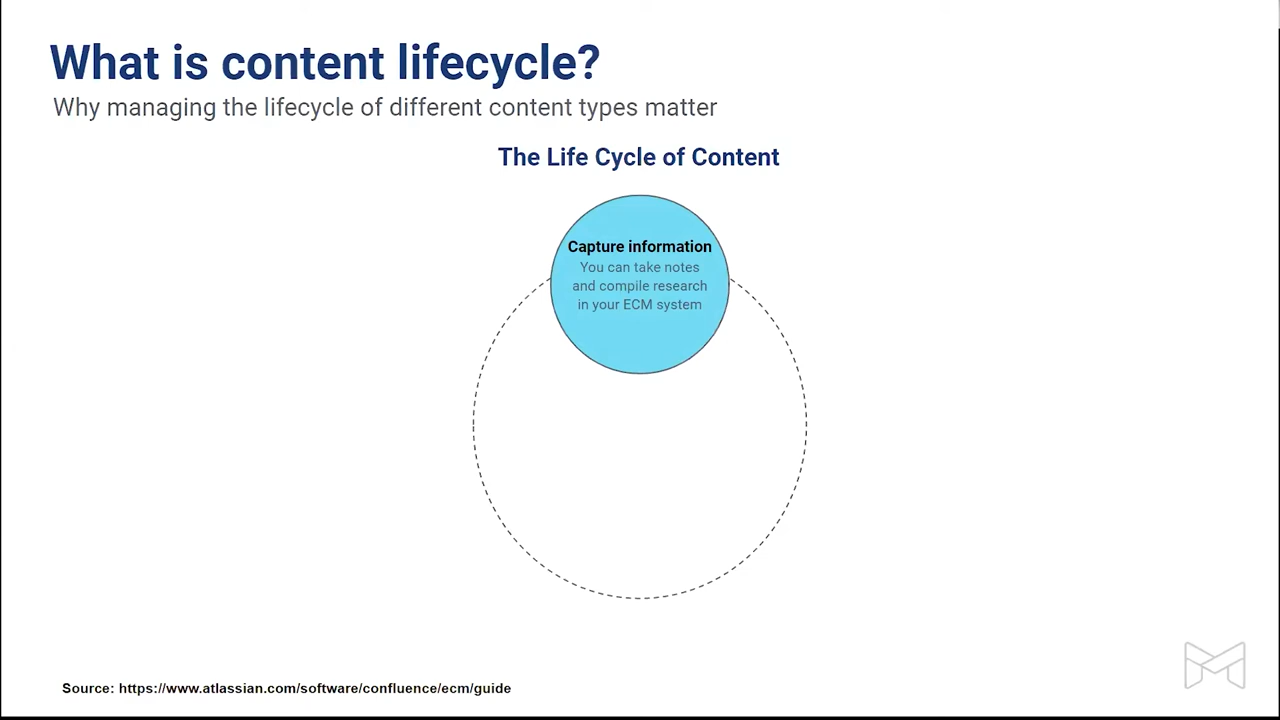 What is content lifecycle?
Why managing the lifecycle of different content types matter
The Life Cycle of Content
Capture information
You can take notes
and compile research
in your ECM system
Source: https://www.atlassian.com/software/confluence/ecm/guide